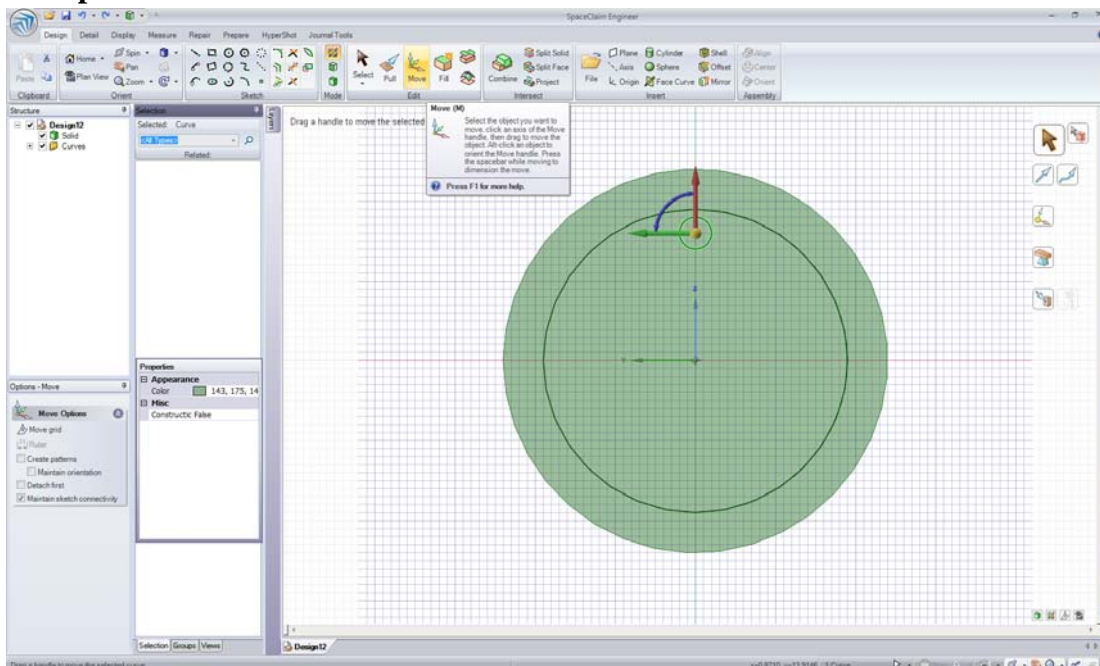 SpaceClaim Engineer
Design Detail Display Measure Repair Prepare HyperShot Journal Tools
Paste
Home
Plan View
Spin
Pan
Zoom
Select
Pull
Move
Fill
Combine
Split Solid
Split Face
Project
File
Plane
Axis
Origin
Cylinder
Sphere
Face Curve
Shell
Offset
Mirror
Align
Center
Orient
Clipboard Orient Sketch Mode Edit Intersect Insert Assembly
Structure
Design12
Solid
Curves
Selection
Selected: Curve
<All Types>
Related:
Layers
Drag a handle to move the selected
Move (M)
Select the object you want to
move, click an axis of the Move
handle, then drag to move the
object. Alt-click an object to
orient the Move handle. Press
the spacebar while moving to
dimension the move.
Press F1 for more help.
Properties
Appearance
Color 143, 175, 14
Misc
Constructic False
Options - Move
Move Options
Move grid
Ruler
Create patterns
Maintain orientation
Detach first
Maintain sketch connectivity
Selection Groups Views
Design12
Drag a handle to move the selected curve.
1 Curve